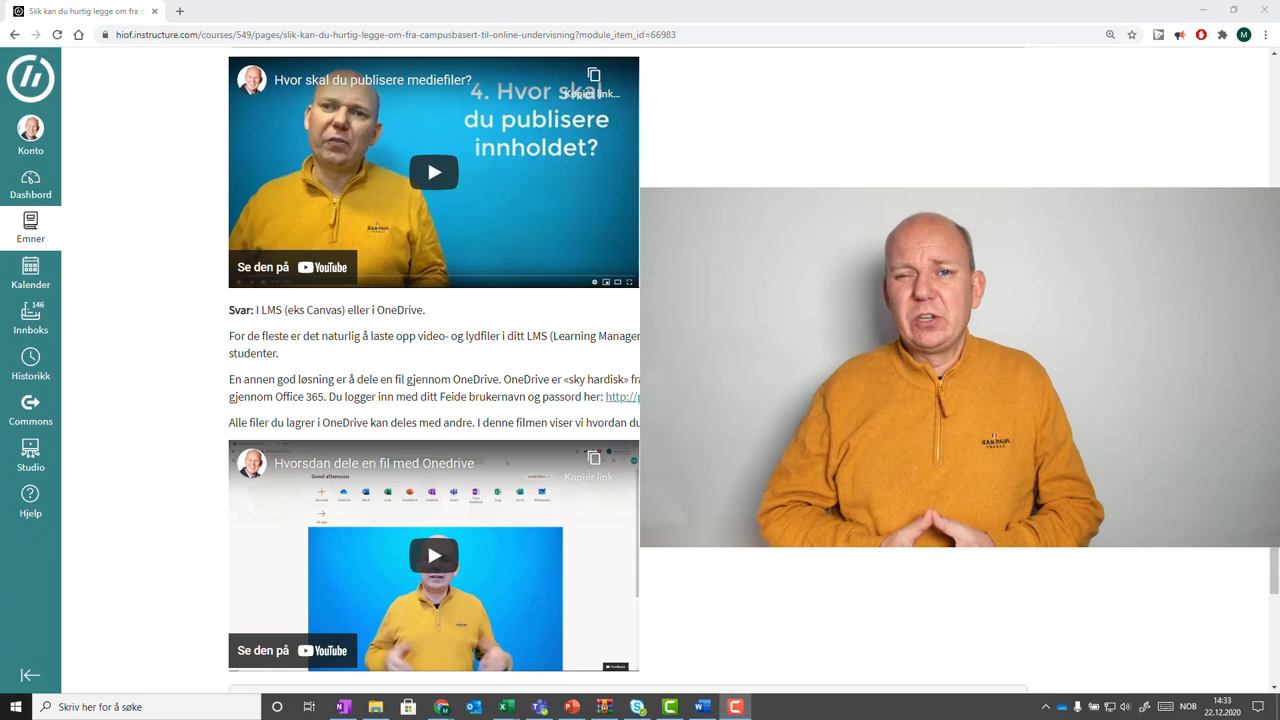 Slik kan du hurtig legge om fra c
hiof.instructure.com/courses/549/pages/slik-kan-du-hurtig-legge-om-fra-campusbasert-til-online-undervisning?module_item_id=66983
M
Konto
Dashbord
Emner
Kalender
146
Innboks
Historikk
Commons
Studio
Hjelp
Hvor skal du publisere mediefiler?
Kopier link...
4. Hvor skal
du publisere
innholdet?
JEAN PAUL
Se den på YouTube
Svar: I LMS (eks Canvas) eller i OneDrive.
For de fleste er det naturlig å laste opp video- og lydfiler i ditt LMS (Learning Manager
studenter.
En annen god løsning er å dele en fil gjennom OneDrive. OneDrive er «sky hardisk» fra
gjennom Office 365. Du logger inn med ditt Feide brukernavn og passord her: http://p
Alle filer du lagrer i OneDrive kan deles med andre. I denne filmen viser vi hvordan du
Hvorsdan dele en fil med Onedrive
Kopier link...
Good afternoon
Se den på YouTube
JEAN PAUL
Skriv her for å søke
NOB
14:33
22.12.2020